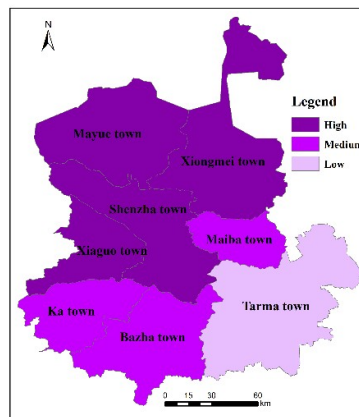 N
Legend
High
Medium
Low
Mayue town
Xiongmei town
Shenzha town
Maiba town
Xiaguo town
Ka town
Tarma town
Bazha town
0 15 30 60
km